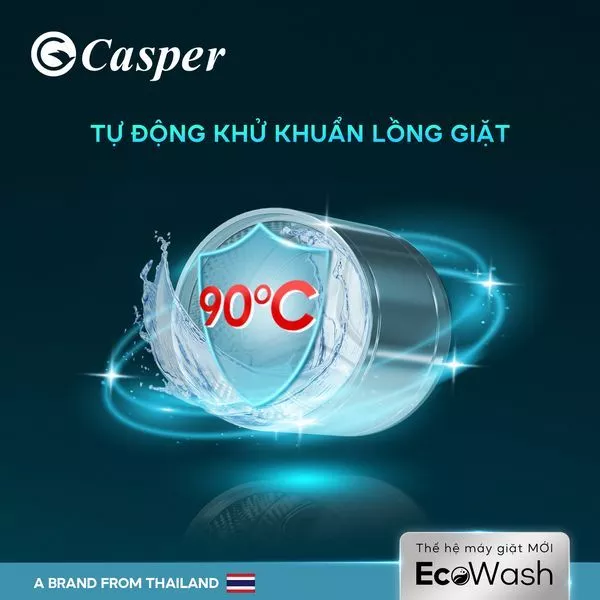 Casper
TỰ ĐỘNG KHỬ KHUẨN LỒNG GIẶT
90°C
Thế hệ máy giặt MỚI
EcoWash
A BRAND FROM THAILAND